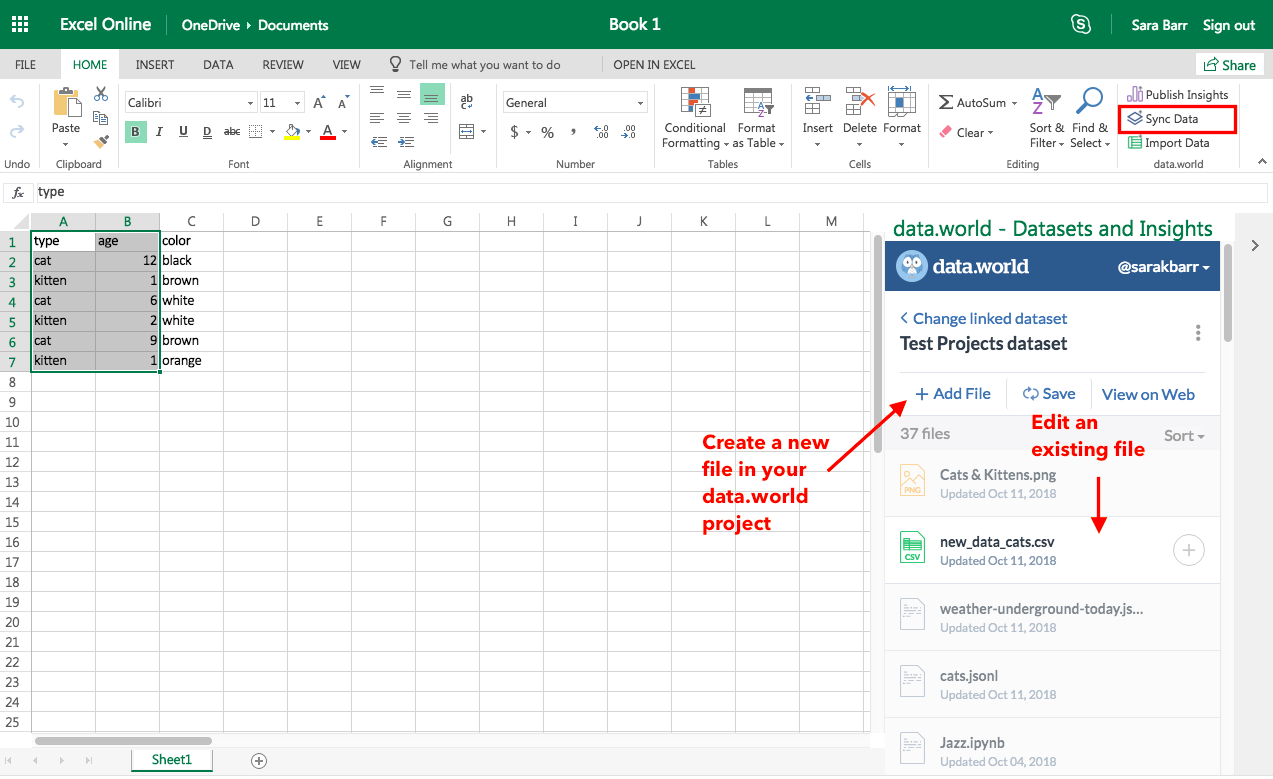 Excel Online OneDrive Documents Book 1 Sara Barr Sign out
FILE HOME INSERT DATA REVIEW VIEW Tell me what you want to do OPEN IN EXCEL Share
Paste
Calibri 11
B I U D abc A
ab
General
$ % ,
Conditional Formatting
Format as Table
Insert Delete Format
AutoSum
Clear
Sort & Filter
Find & Select
Publish Insights
Sync Data
Import Data
Undo Clipboard Font Alignment Number Tables Cells Editing data.world
fx type
A B C D E F G H I J K L M
1 type age color
2 cat 12 black
3 kitten 1 brown
4 cat 6 white
5 kitten 2 white
6 cat 9 brown
7 kitten 1 orange
8
9
10
11
12
13
14
15
16
17
18
19
20
21
22
23
24
25
Sheet1
data.world - Datasets and Insights
data.world @sarakbarr
Change linked dataset
Test Projects dataset
+ Add File Save View on Web
Create a new
file in your
data.world
project
Edit an
existing file
37 files Sort
PNG Cats & Kittens.png
Updated Oct 11, 2018
CSV new_data_cats.csv
Updated Oct 11, 2018
weather-underground-today.js...
Updated Oct 11, 2018
cats.jsonl
Updated Oct 11, 2018
Jazz.ipynb
Updated Oct 04, 2018